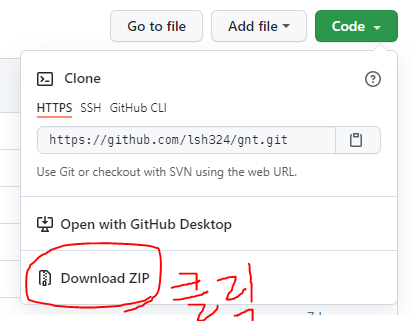 Go to file Add file Code
Clone
HTTPS SSH GitHub CLI
https://github.com/lsh324/gnt.git
Use Git or checkout with SVN using the web URL.
Open with GitHub Desktop
Download ZIP 클릭